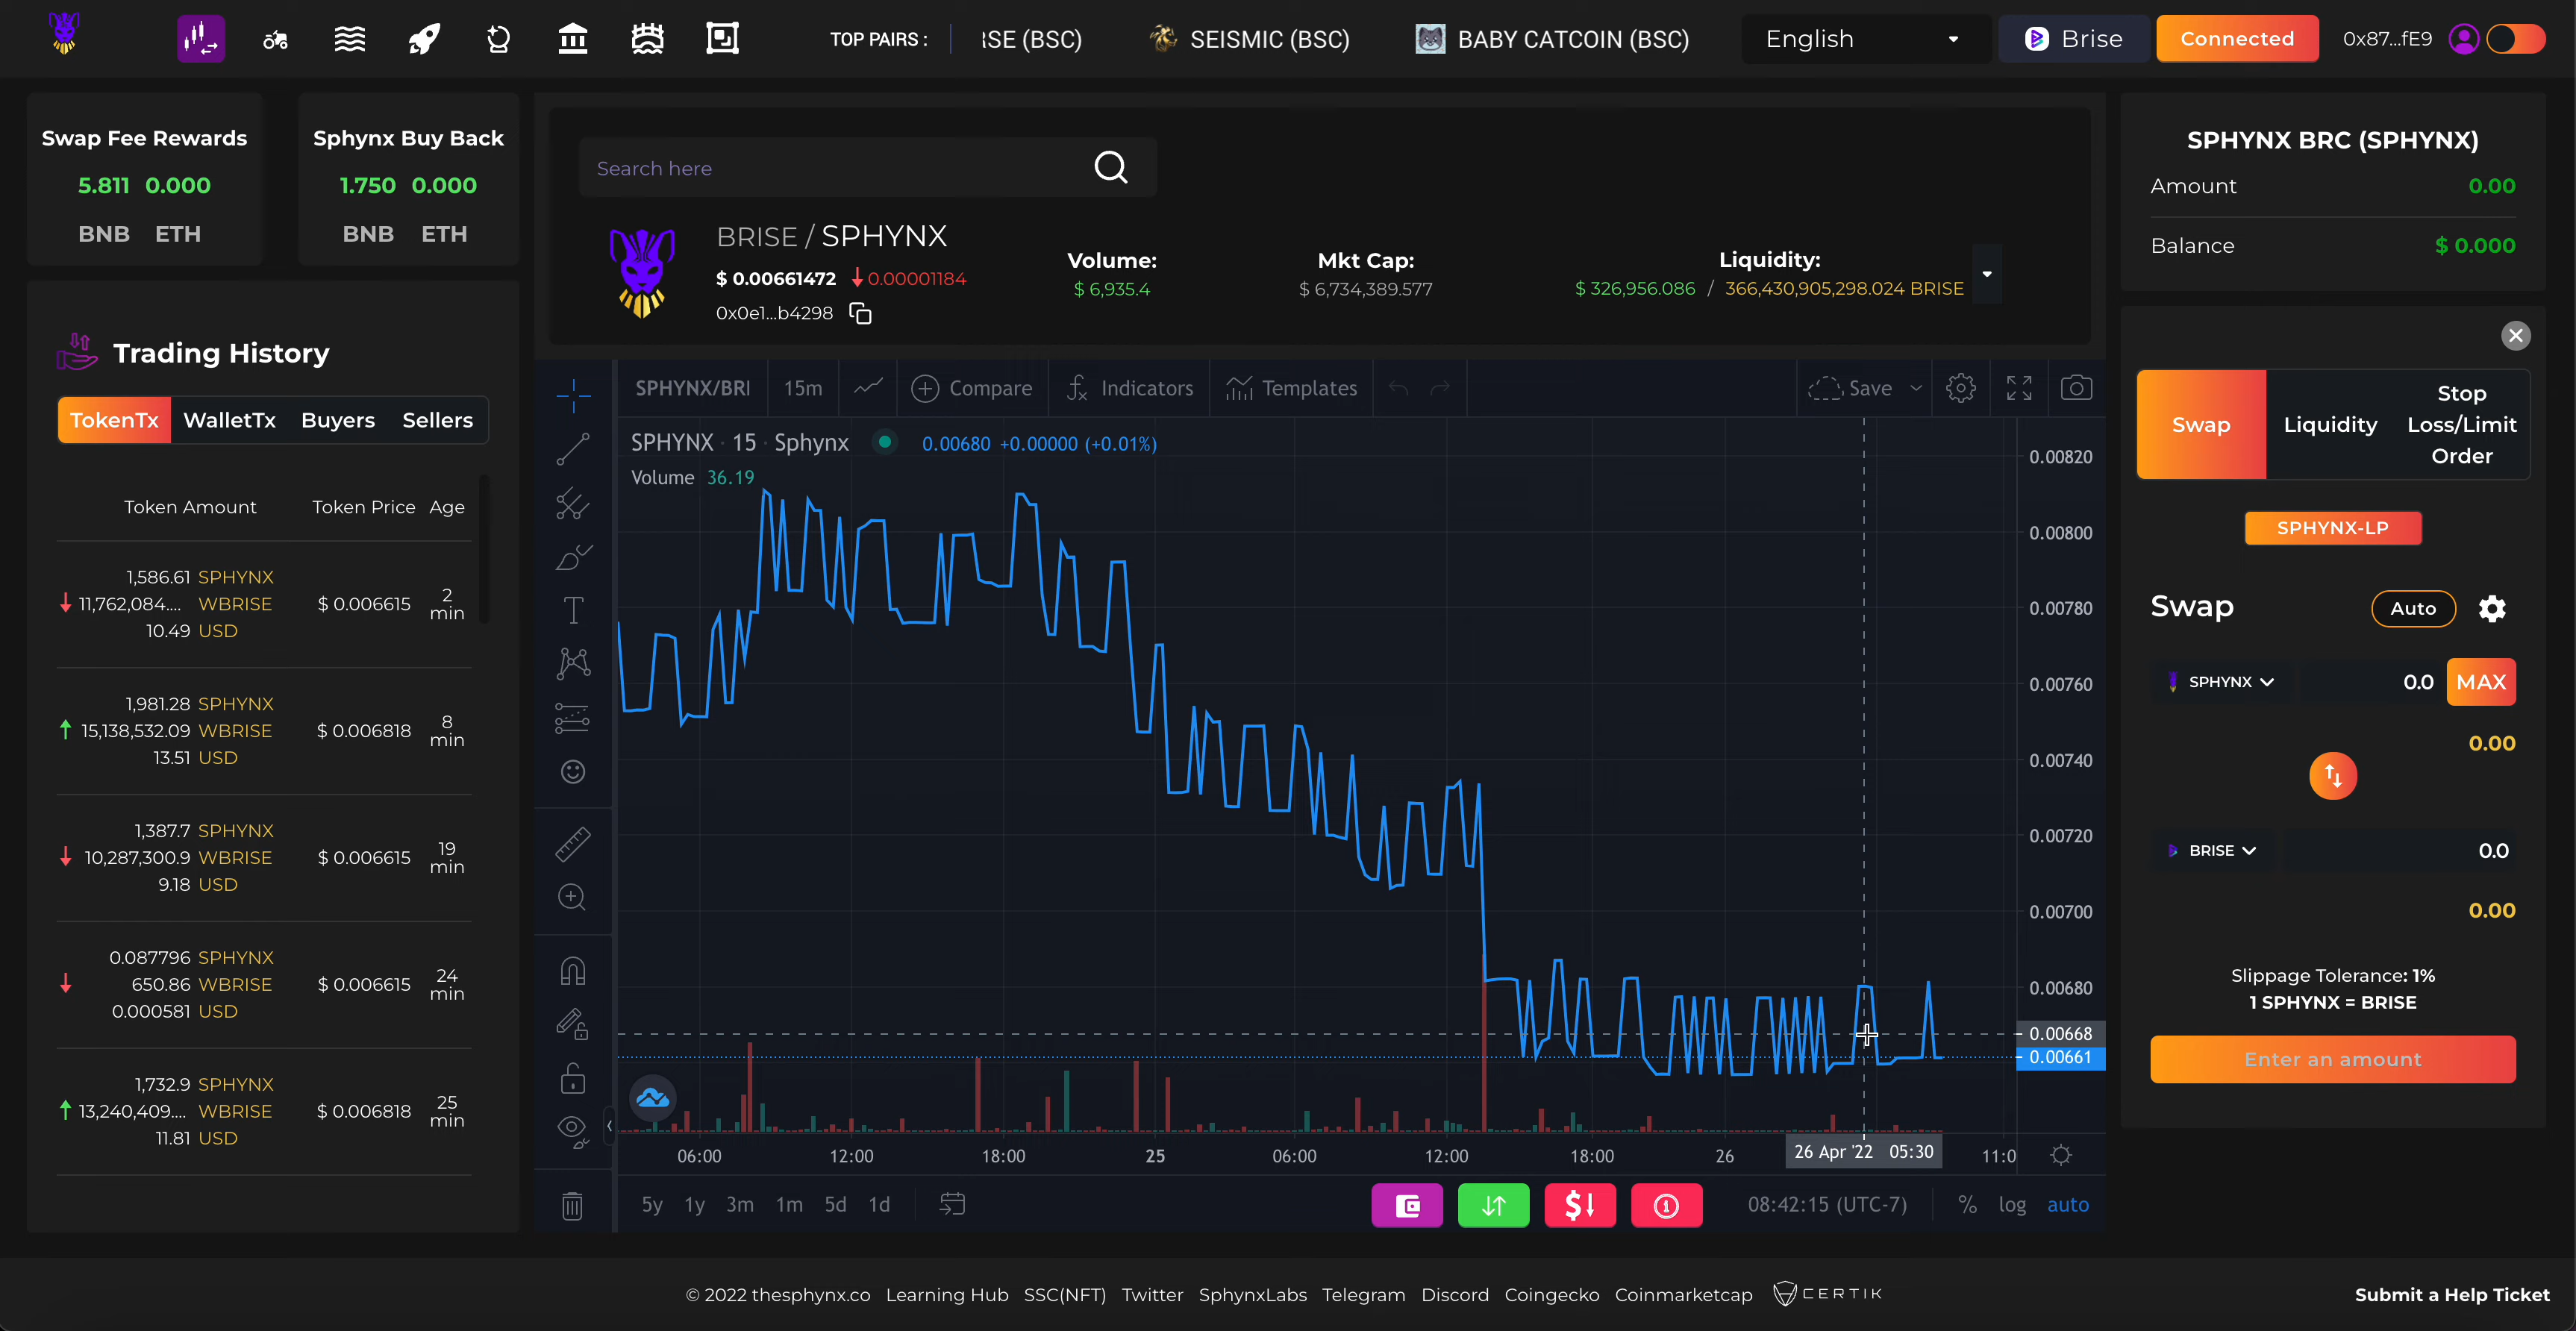 TOP PAIRS :
SE (BSC)
SEISMIC (BSC)
BABY CATCOIN (BSC)
English
Brise
Connected
0x87...fE9
Swap Fee Rewards
5.811 0.000
BNB ETH
Sphynx Buy Back
1.750 0.000
BNB ETH
Trading History
TokenTx WalletTx Buyers Sellers
Token Amount Token Price Age
1,586.61 SPHYNX
11,762,084.... WBRISE $ 0.006615 2 min
10.49 USD
1,981.28 SPHYNX
15,138,532.09 WBRISE $ 0.006818 8 min
13.51 USD
1,387.7 SPHYNX
10,287,300.9 WBRISE $ 0.006615 19 min
9.18 USD
0.087796 SPHYNX
650.86 WBRISE $ 0.006615 24 min
0.000581 USD
1,732.9 SPHYNX
13,240,409.... WBRISE $ 0.006818 25 min
11.81 USD
Search here
BRISE / SPHYNX
$ 0.00661472 0.00001184
0x0e1...b4298
Volume:
$ 6,935.4
Mkt Cap:
$ 6,734,389.577
Liquidity:
$ 326,956.086 / 366,430,905,298.024 BRISE
SPHYNX/BRI 15m Compare Indicators Templates Save
SPHYNX · 15 · Sphynx 0.00680 +0.00000 (+0.01%)
Volume 36.19
0.00820
0.00800
0.00780
0.00760
0.00740
0.00720
0.00700
0.00680
0.00668
0.00661
06:00 12:00 18:00 25 06:00 12:00 18:00 26 26 Apr '22 05:30 11:0
5y 1y 3m 1m 5d 1d
08:42:15 (UTC-7) % log auto
SPHYNX BRC (SPHYNX)
Amount 0.00
Balance $ 0.000
Swap
Liquidity
Stop
Loss/Limit
Order
SPHYNX-LP
Swap Auto
SPHYNX 0.0 MAX
0.00
BRISE 0.0
0.00
Slippage Tolerance: 1%
1 SPHYNX = BRISE
Enter an amount
© 2022 thesphynx.co Learning Hub SSC(NFT) Twitter SphynxLabs Telegram Discord Coingecko Coinmarketcap CERTIK
Submit a Help Ticket